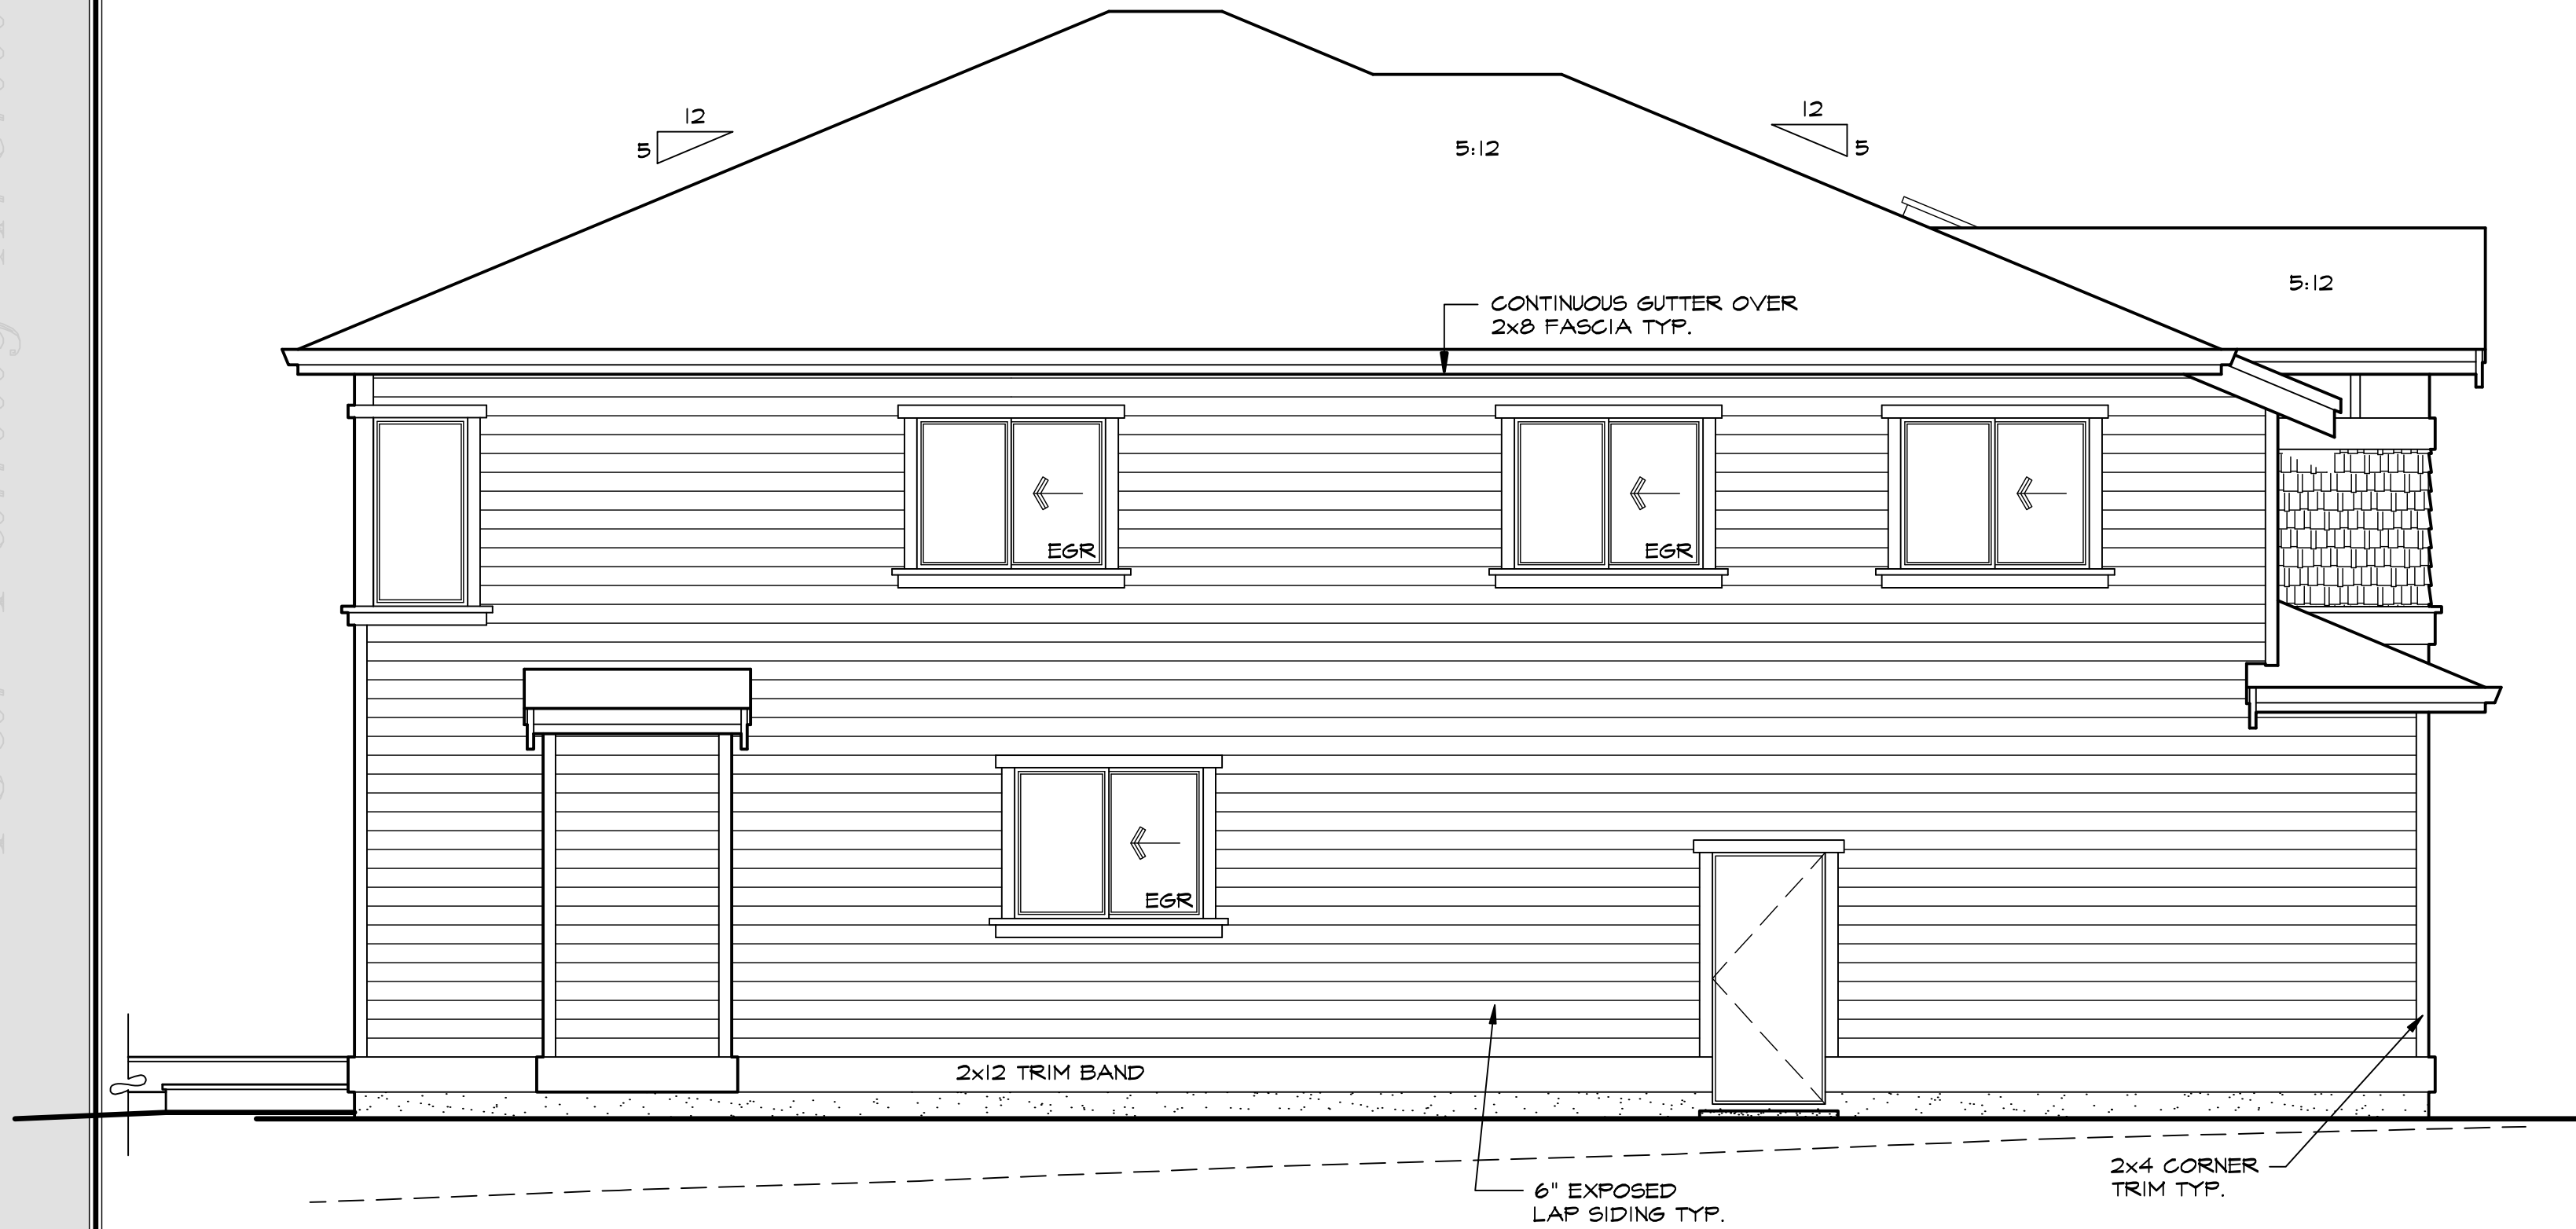 12
5
5:12
12
5
5:12
CONTINUOUS GUTTER OVER
2x8 FASCIA TYP.
EGR
EGR
EGR
2x12 TRIM BAND
2x4 CORNER
TRIM TYP.
6" EXPOSED
LAP SIDING TYP.